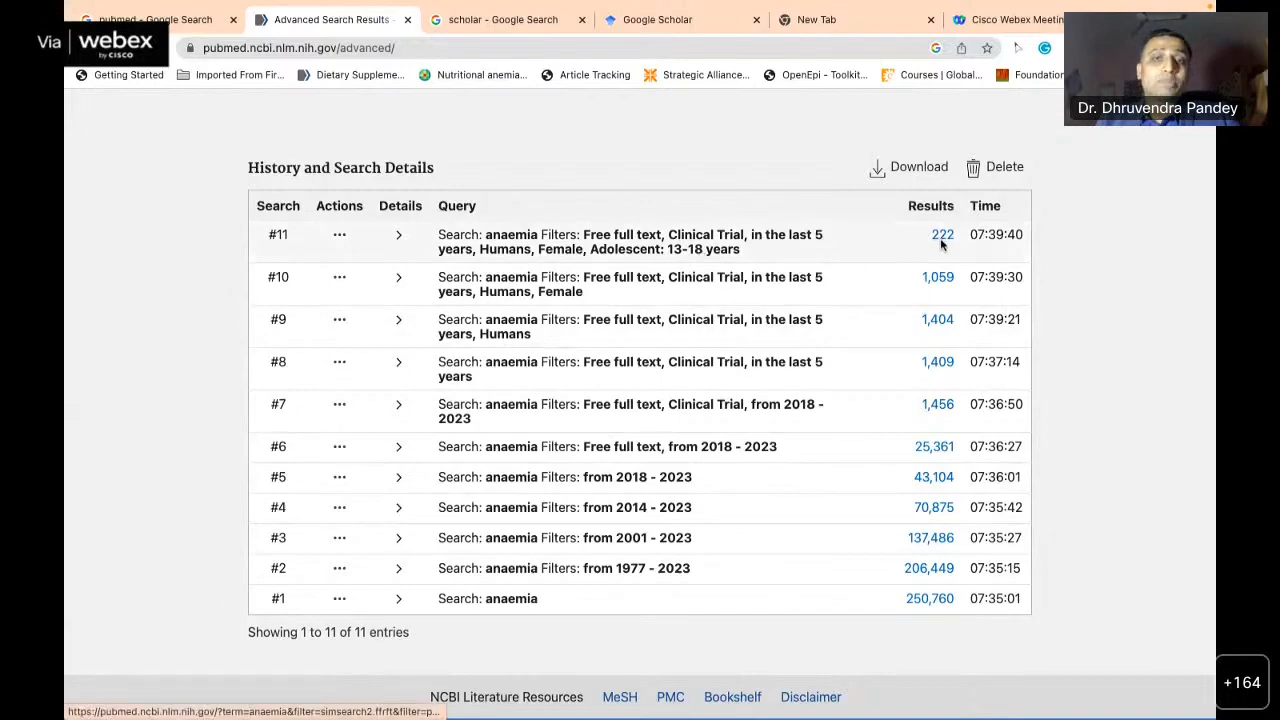 pubmed - Google Search
Advanced Search Results -
scholar - Google Search
Google Scholar
New Tab
Cisco Webex Meetin
Via webex
by CISCO
pubmed.ncbi.nlm.nih.gov/advanced/
Getting Started
Imported From Fir...
Dietary Suppleme...
Nutritional anemia...
Article Tracking
Strategic Alliance...
OpenEpi - Toolkit...
Courses | Global...
Foundation
Dr. Dhruvendra Pandey
History and Search Details
Download
Delete
Search Actions Details Query Results Time
#11 ... > Search: anaemia Filters: Free full text, Clinical Trial, in the last 5 222 07:39:40
years, Humans, Female, Adolescent: 13-18 years
#10 ... > Search: anaemia Filters: Free full text, Clinical Trial, in the last 5 1,059 07:39:30
years, Humans, Female
#9 ... > Search: anaemia Filters: Free full text, Clinical Trial, in the last 5 1,404 07:39:21
years, Humans
#8 ... > Search: anaemia Filters: Free full text, Clinical Trial, in the last 5 1,409 07:37:14
years
#7 ... > Search: anaemia Filters: Free full text, Clinical Trial, from 2018 - 1,456 07:36:50
2023
#6 ... > Search: anaemia Filters: Free full text, from 2018 - 2023 25,361 07:36:27
#5 ... > Search: anaemia Filters: from 2018 - 2023 43,104 07:36:01
#4 ... > Search: anaemia Filters: from 2014 - 2023 70,875 07:35:42
#3 ... > Search: anaemia Filters: from 2001 - 2023 137,486 07:35:27
#2 ... > Search: anaemia Filters: from 1977 - 2023 206,449 07:35:15
#1 ... > Search: anaemia 250,760 07:35:01
Showing 1 to 11 of 11 entries
+164
NCBI Literature Resources MeSH PMC Bookshelf Disclaimer
https://pubmed.ncbi.nlm.nih.gov/?term=anaemia&filter=simsearch2.ffrft&filter=p...